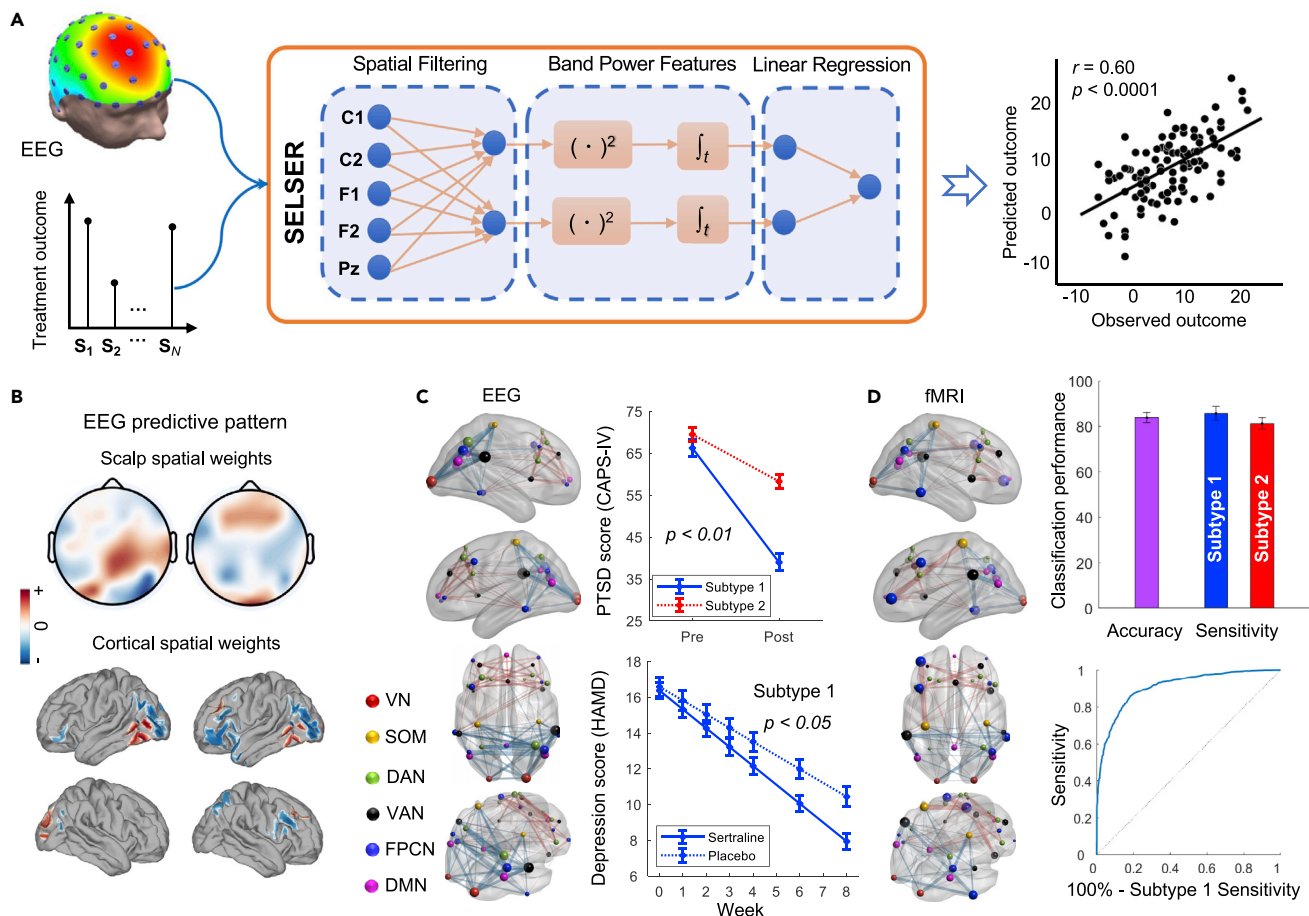 A
EEG
Treatment outcome
S1 S2 ... ... SN
SELSER
Spatial Filtering
C1
C2
F1
F2
Pz
Band Power Features
( · )² ∫t
( · )² ∫t
Linear Regression
r = 0.60
p < 0.0001
Predicted outcome
20
10
0
-10
-10 0 10 20
Observed outcome
B
EEG predictive pattern
Scalp spatial weights
+
0
-
Cortical spatial weights
C
EEG
PTSD score (CAPS-IV)
75
65
55
45
35
25
p < 0.01
Subtype 1
Subtype 2
Pre Post
VN
SOM
DAN
VAN
FPCN
DMN
Depression score (HAMD)
18
16
14
12
10
8
6
Subtype 1
p < 0.05
Sertraline
Placebo
0 1 2 3 4 5 6 7 8
Week
D
fMRI
Classification performance
100
80
60
40
20
0
Subtype 1
Subtype 2
Accuracy Sensitivity
Sensitivity
1
0.8
0.6
0.4
0.2
0
0 0.2 0.4 0.6 0.8 1
100% - Subtype 1 Sensitivity